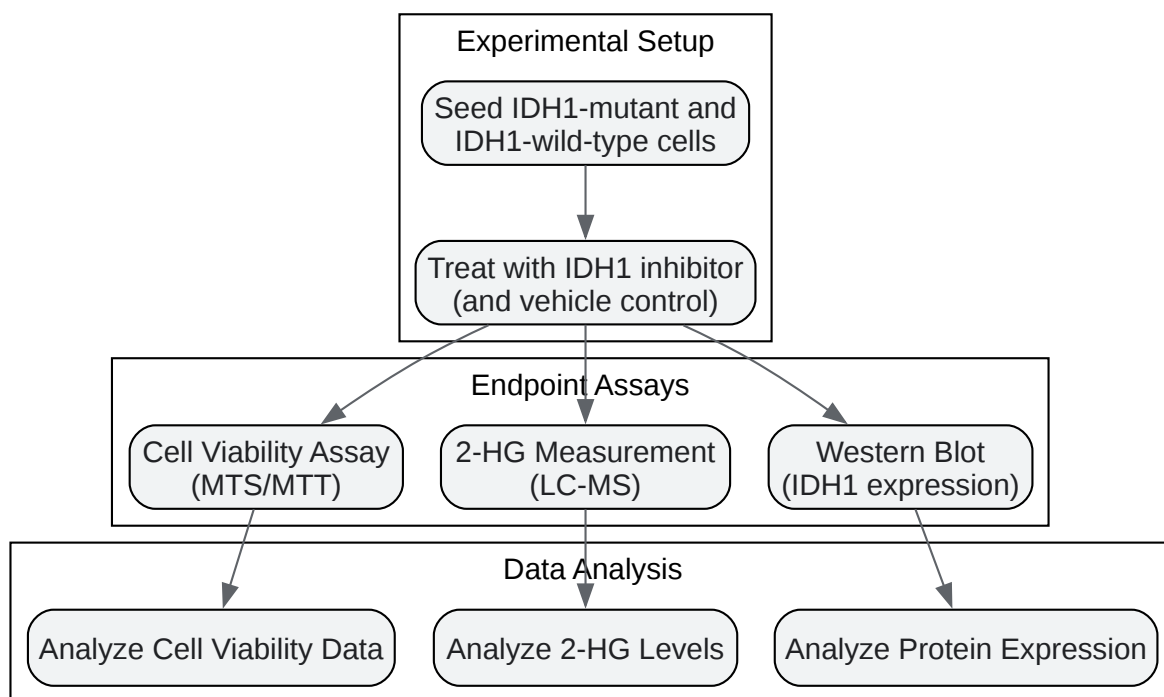 Experimental Setup
Seed IDH1-mutant and
IDH1-wild-type cells
Treat with IDH1 inhibitor
(and vehicle control)
Endpoint Assays
Cell Viability Assay
(MTS/MTT)
2-HG Measurement
(LC-MS)
Western Blot
(IDH1 expression)
Data Analysis
Analyze Cell Viability Data
Analyze 2-HG Levels
Analyze Protein Expression